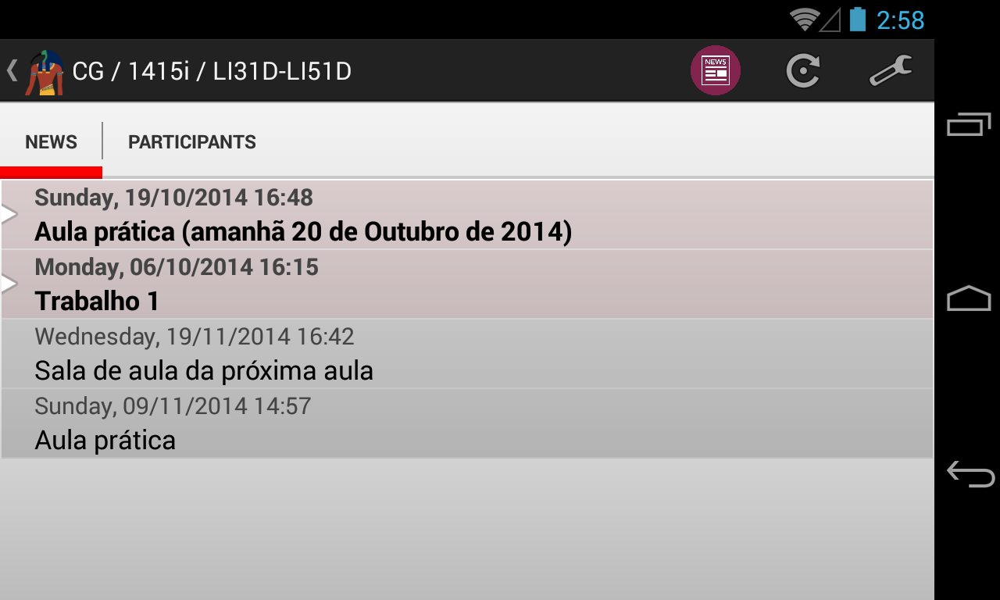 2:58
CG / 1415i / LI31D-LI51D
NEWS
NEWS
PARTICIPANTS
Sunday, 19/10/2014 16:48
Aula prática (amanhã 20 de Outubro de 2014)
Monday, 06/10/2014 16:15
Trabalho 1
Wednesday, 19/11/2014 16:42
Sala de aula da próxima aula
Sunday, 09/11/2014 14:57
Aula prática